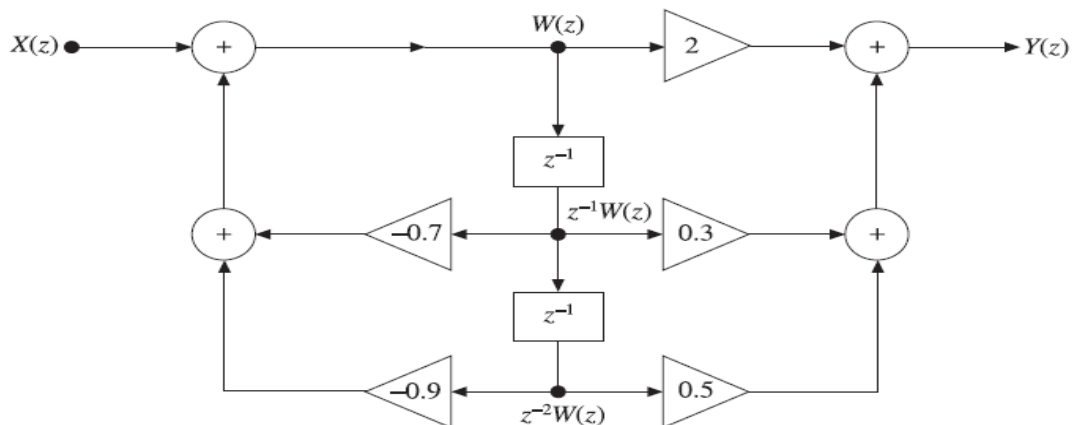 W(z)
X(z) + 2 + Y(z)
z⁻¹
z⁻¹W(z)
+ −0.7 0.3 +
z⁻¹
−0.9 0.5
z⁻²W(z)